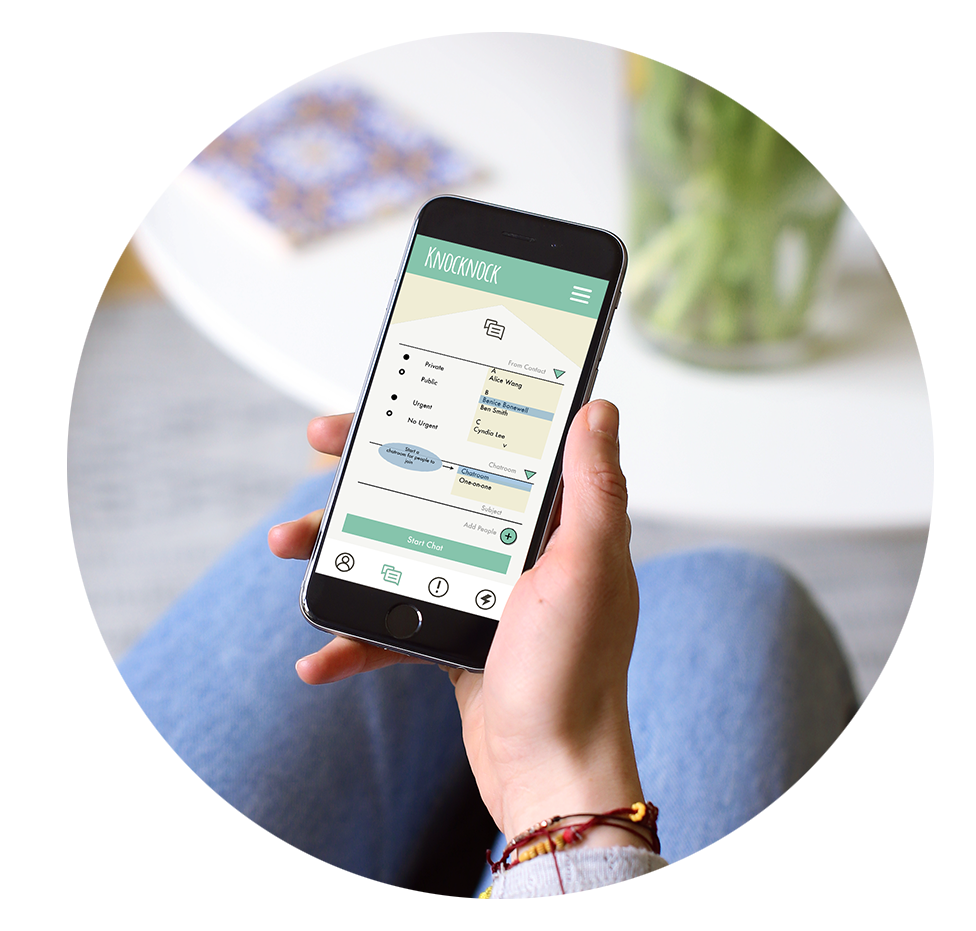 KNOCKNOCK
From Contact
Private
Public
Urgent
No Urgent
A
Alice Wang
B
Benice Bonewell
Ben Smith
C
Cyndia Lee
Start a
chatroom for people to
join
Chatroom
Chatroom
One-on-one
Subject
Add People
Start Chat